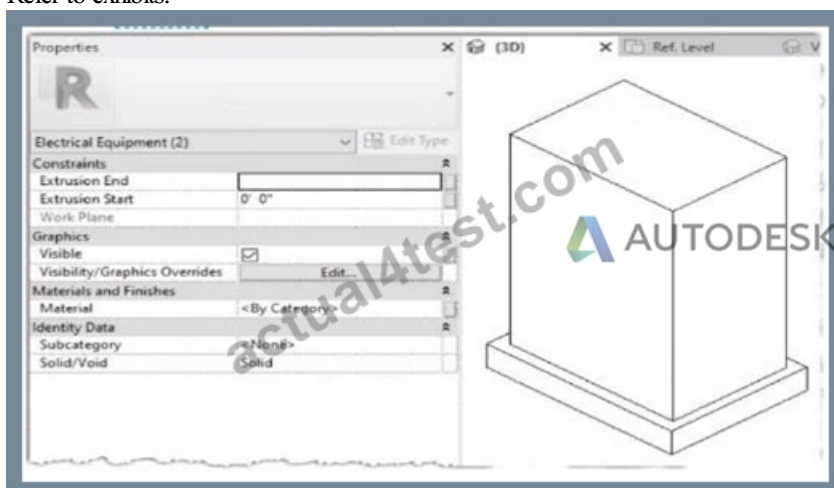 Refer to exhibits.
Properties
{3D}
Ref. Level
V
R
Electrical Equipment (2)
Edit Type
Constraints
Extrusion End
Extrusion Start 0' 0"
Work Plane
Graphics
Visible
Visibility/Graphics Overrides Edit...
Materials and Finishes
Material <By Category>
Identity Data
Subcategory <None>
Solid/Void Solid
actual4test.com
AUTODESK